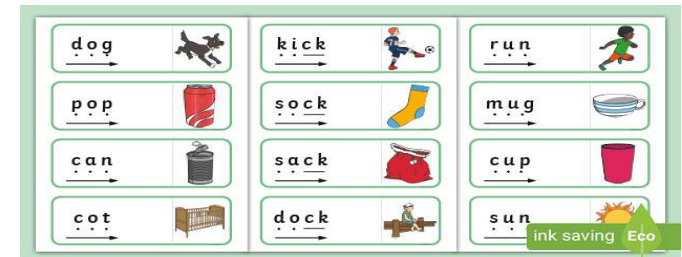 dog
pop
can
cot
kick
sock
sack
dock
run
mug
cup
sun
ink saving Eco